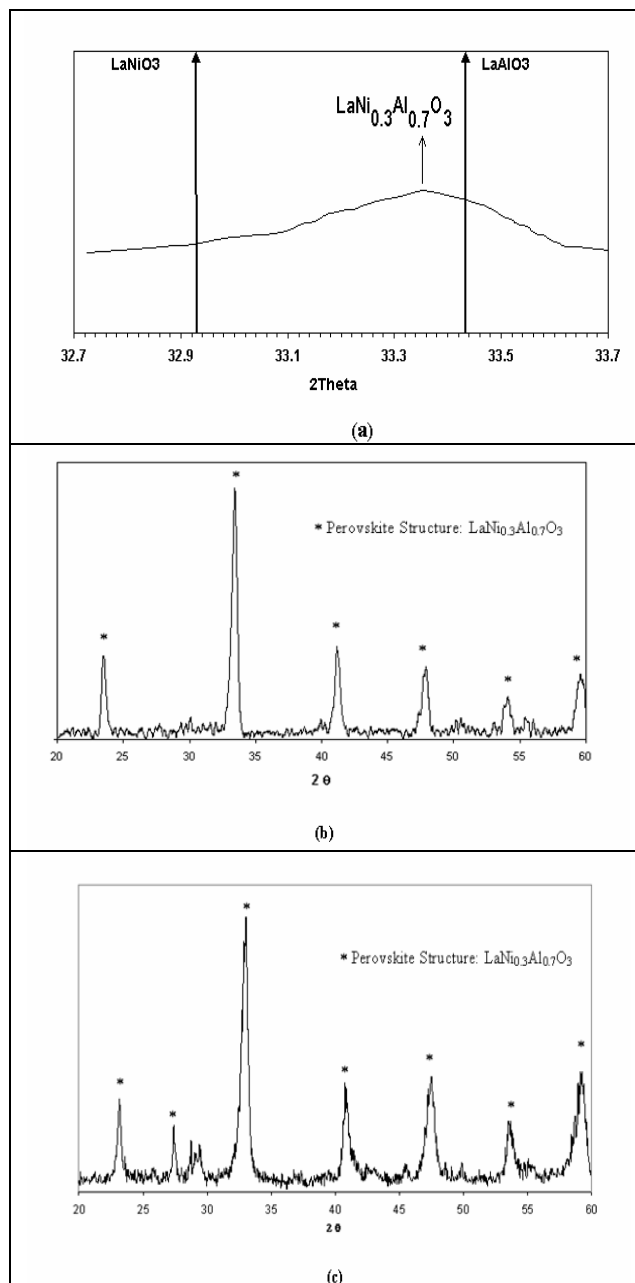 LaNiO3 LaAlO3
LaNi0.3Al0.7O3
32.7 32.9 33.1 33.3 33.5 33.7
2Theta
(a)
*
* Perovskite Structure: LaNi0.3Al0.7O3
* * * * *
20 25 30 35 40 45 50 55 60
2 θ
(b)
*
* Perovskite Structure: LaNi0.3Al0.7O3
* * * * * *
20 25 30 35 40 45 50 55 60
2 θ
(c)